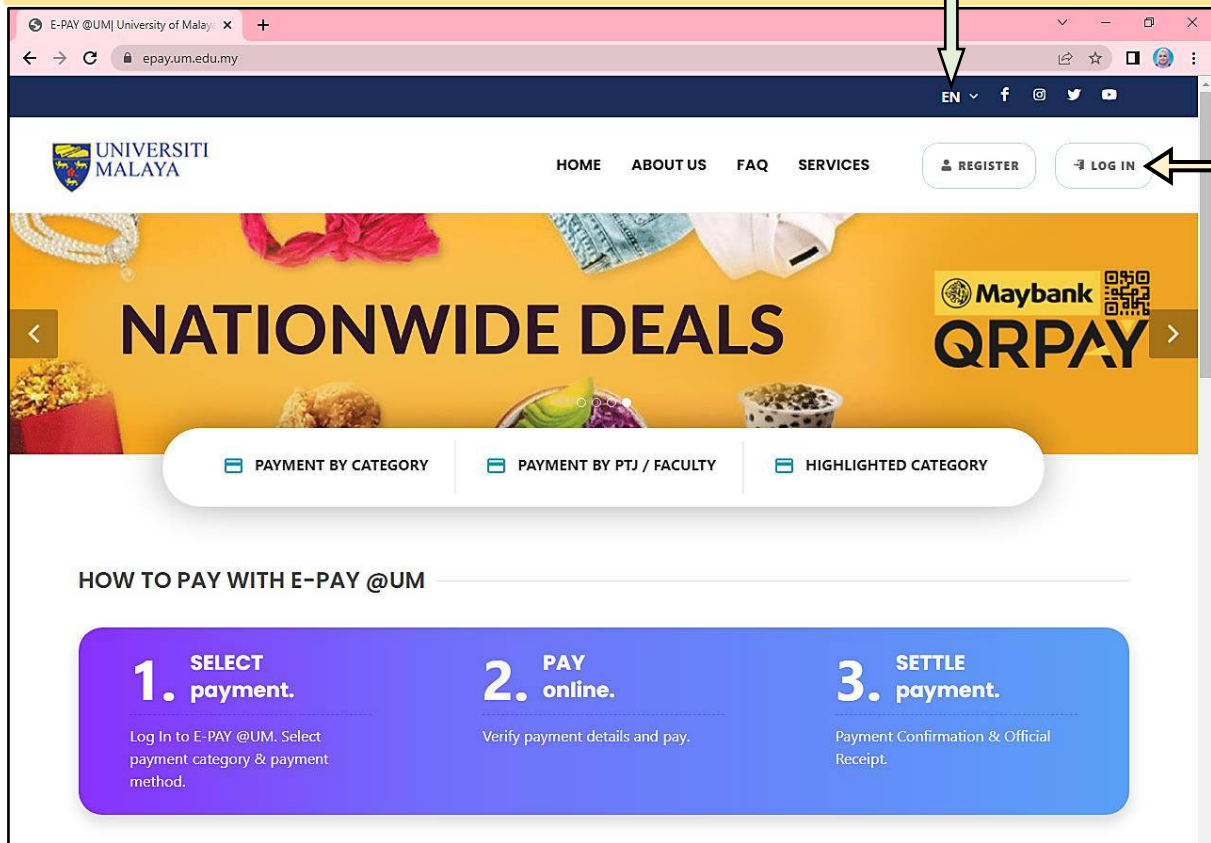 E-PAY @UM| University of Malay
epay.um.edu.my
EN
UNIVERSITI
MALAYA
HOME ABOUT US FAQ SERVICES REGISTER LOG IN
NATIONWIDE DEALS
Maybank
QRPAY
PAYMENT BY CATEGORY PAYMENT BY PTJ / FACULTY HIGHLIGHTED CATEGORY
HOW TO PAY WITH E-PAY @UM
1. SELECT
payment.
Log In to E-PAY @UM. Select
payment category & payment
method.
2. PAY
online.
Verify payment details and pay.
3. SETTLE
payment.
Payment Confirmation & Official
Receipt.